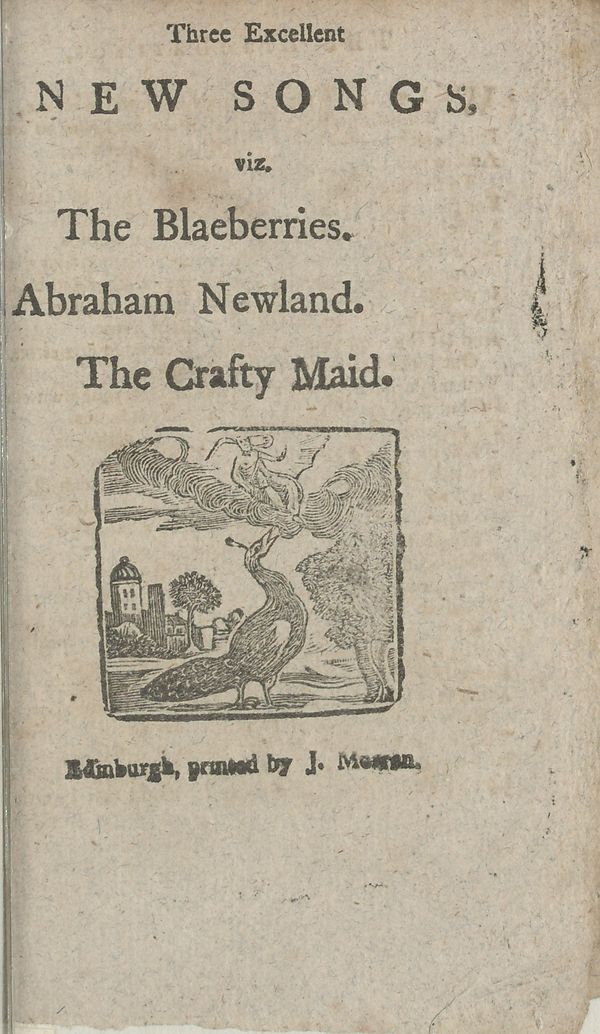 Three Excellent
NEW SONGS.
viz.
The Blaeberries.
Abraham Newland.
The Crafty Maid.
Edinburgh, printed by J. Morren.